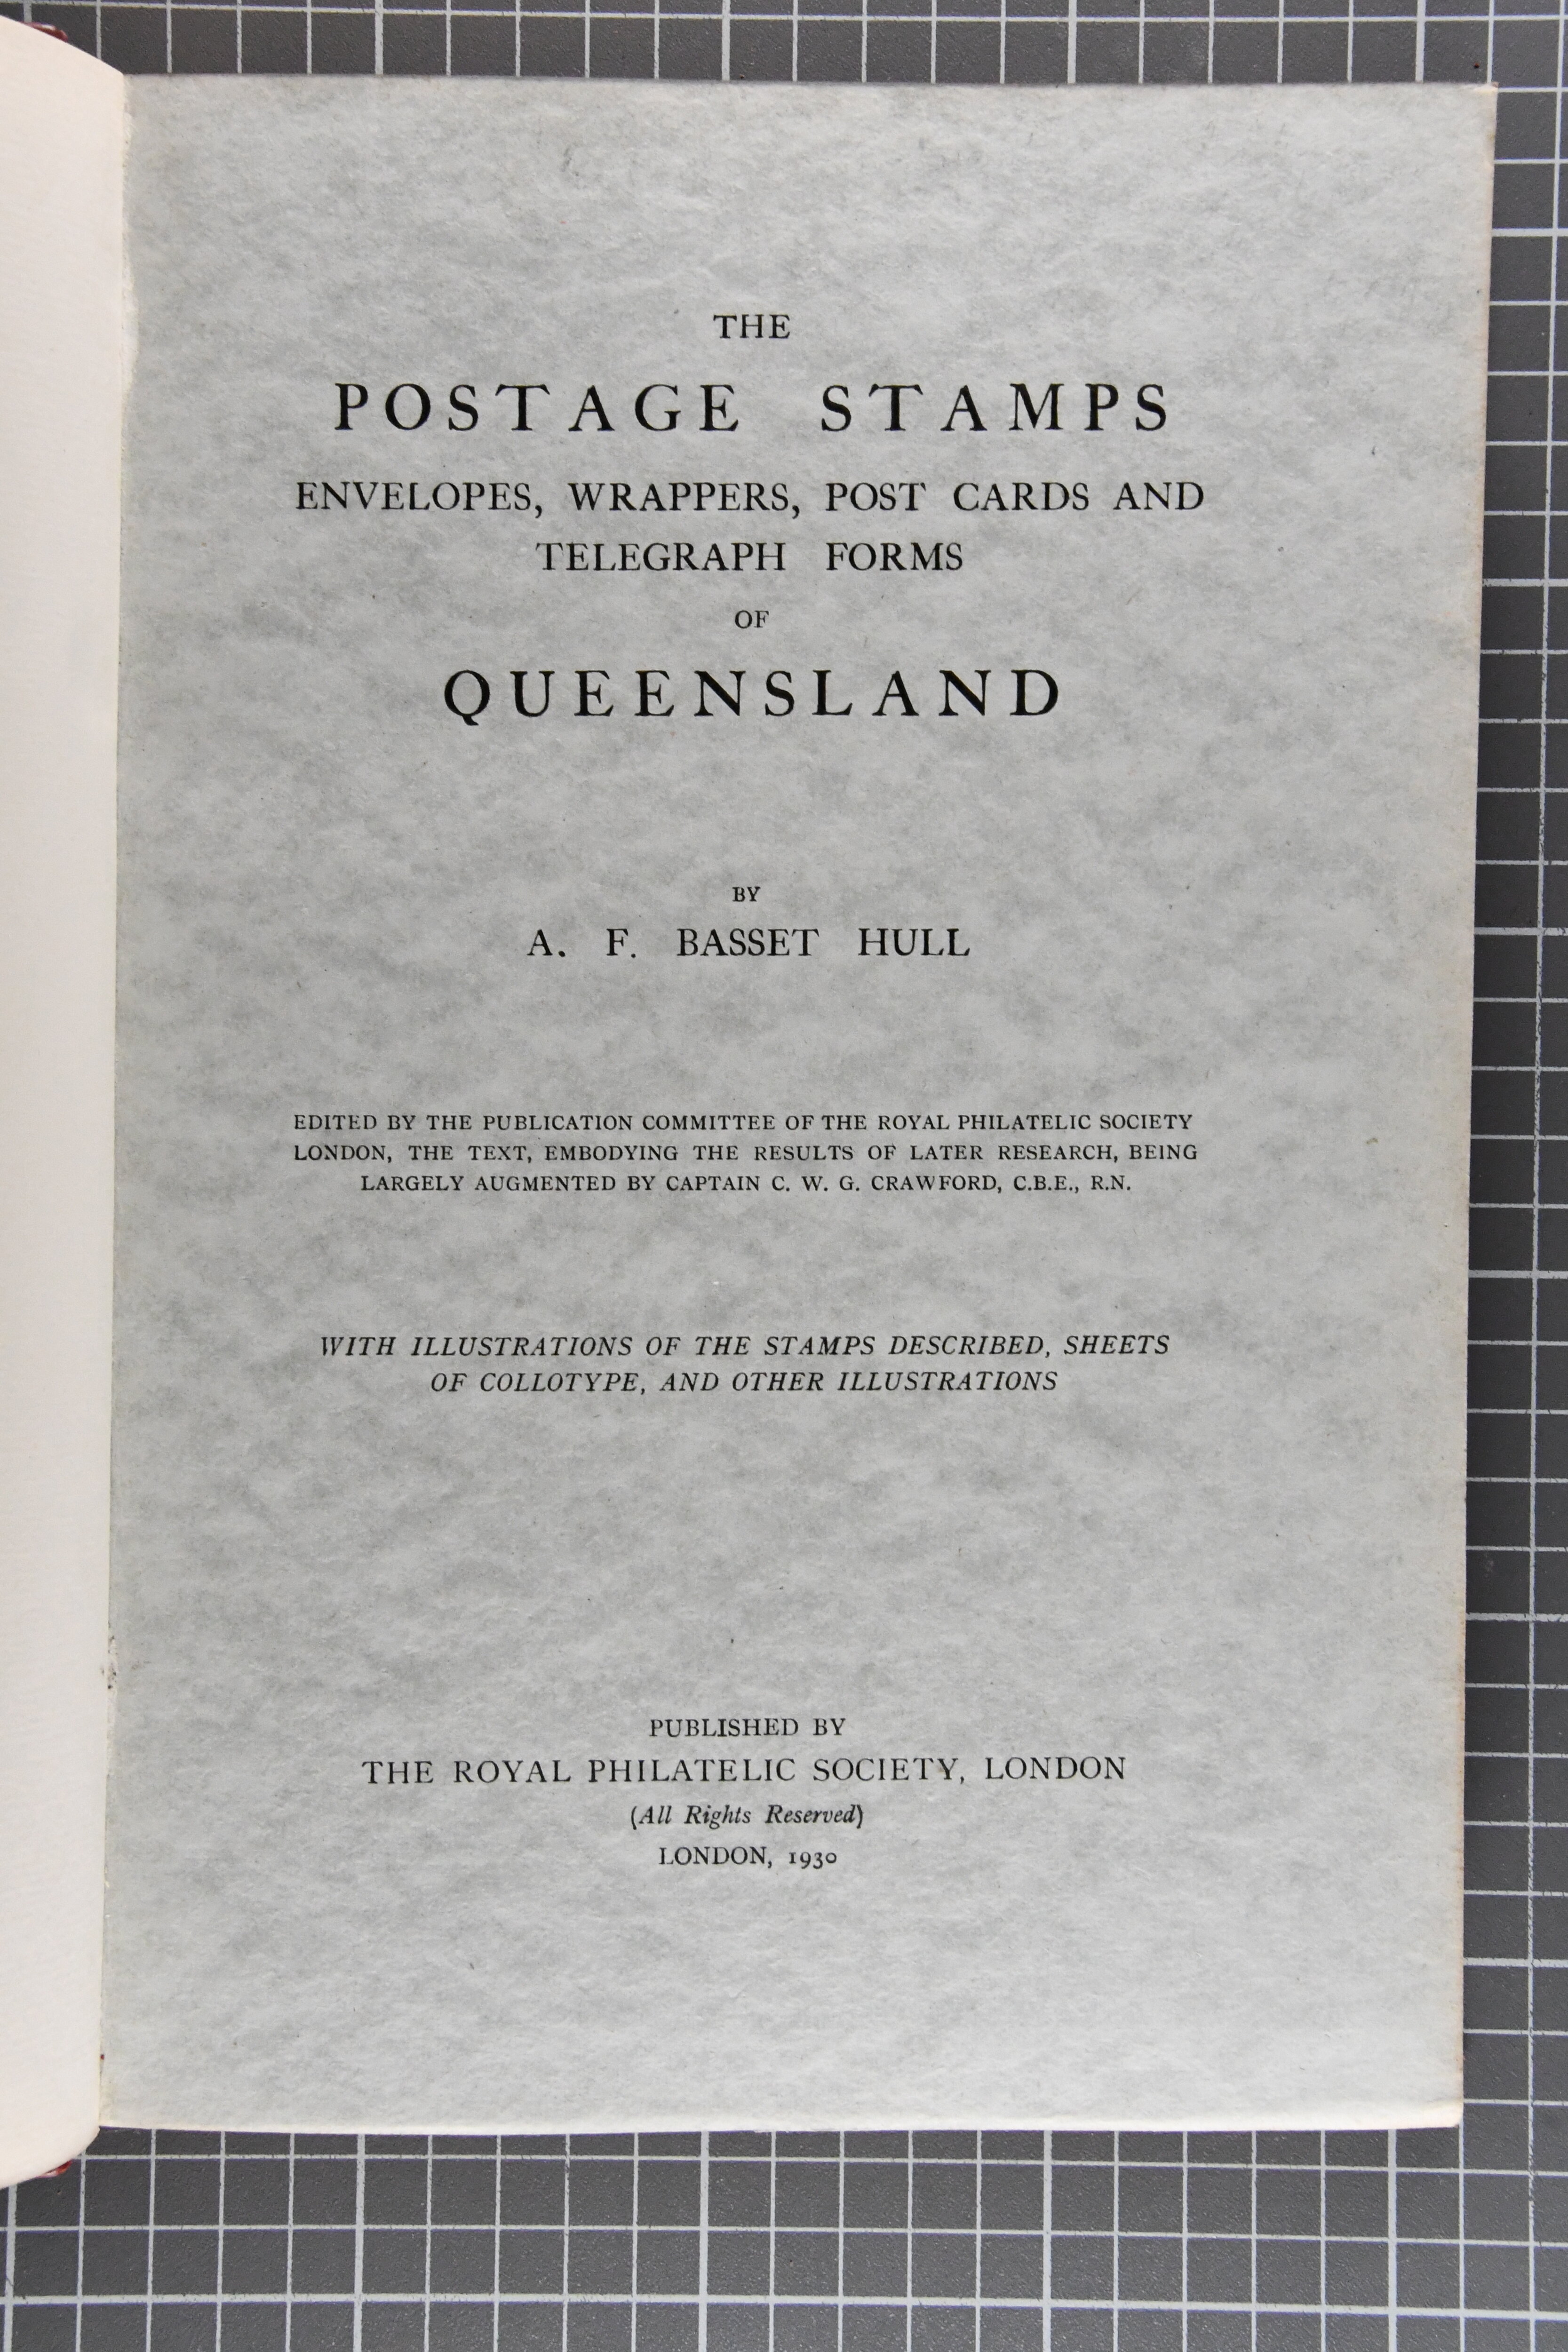 THE
POSTAGE STAMPS
ENVELOPES, WRAPPERS, POST CARDS AND
TELEGRAPH FORMS
OF
QUEENSLAND
BY
A. F. BASSET HULL
EDITED BY THE PUBLICATION COMMITTEE OF THE ROYAL PHILATELIC SOCIETY
LONDON, THE TEXT, EMBODYING THE RESULTS OF LATER RESEARCH, BEING
LARGELY AUGMENTED BY CAPTAIN C. W. G. CRAWFORD, C.B.E., R.N.
WITH ILLUSTRATIONS OF THE STAMPS DESCRIBED, SHEETS
OF COLLOTYPE, AND OTHER ILLUSTRATIONS
PUBLISHED BY
THE ROYAL PHILATELIC SOCIETY, LONDON
(All Rights Reserved)
LONDON, 1930